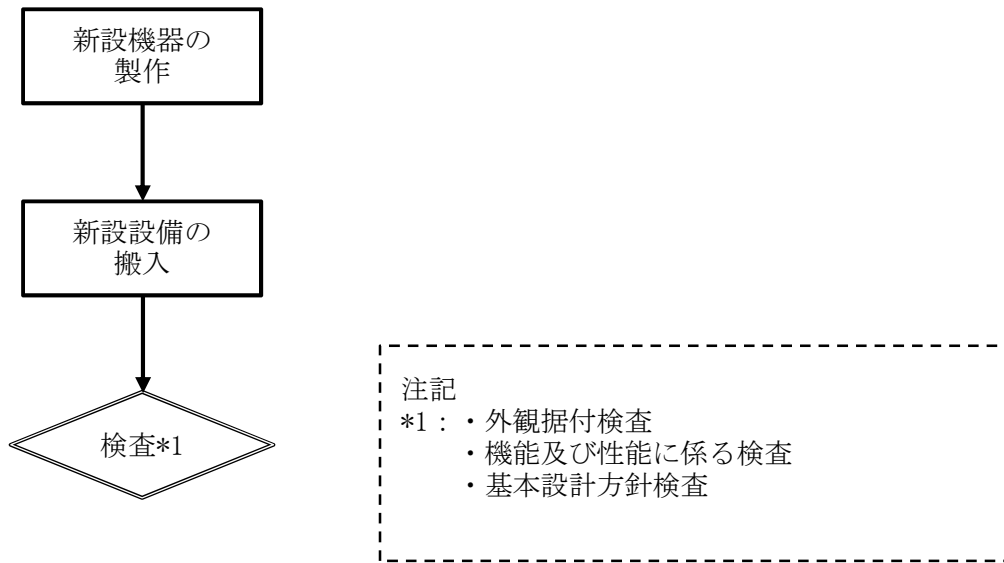 新設機器の
製作
新設設備の
搬入
検査*1
注記
*1：・外観据付検査
・機能及び性能に係る検査
・基本設計方針検査